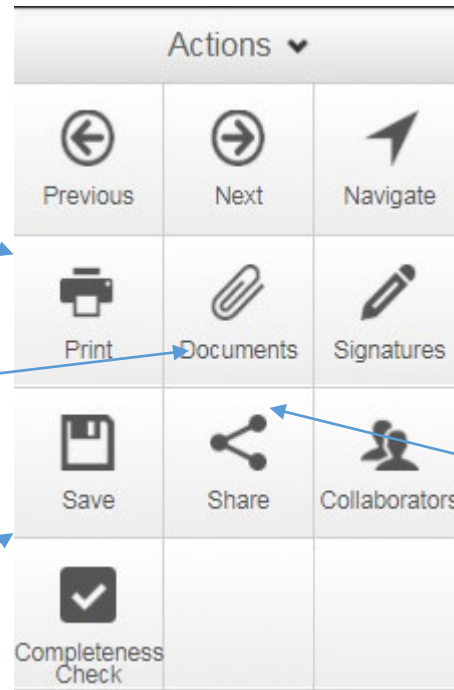 Actions
Previous
Next
Navigate
Print
Documents
Signatures
Save
Share
Collaborators
Completeness
Check